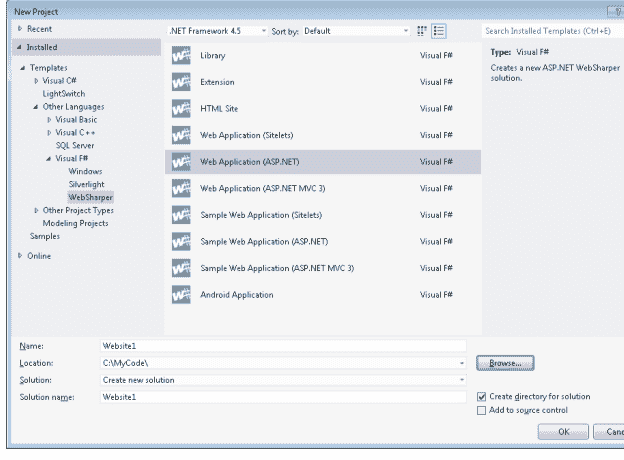 New Project
Recent
Installed
Templates
Visual C#
LightSwitch
Other Languages
Visual Basic
Visual C++
SQL Server
Visual F#
Windows
Silverlight
WebSharper
Other Project Types
Modeling Projects
Samples
Online
.NET Framework 4.5 Sort by: Default
Library Visual F#
Extension Visual F#
HTML Site Visual F#
Web Application (Sitelets) Visual F#
Web Application (ASP.NET) Visual F#
Web Application (ASP.NET MVC 3) Visual F#
Sample Web Application (Sitelets) Visual F#
Sample Web Application (ASP.NET) Visual F#
Sample Web Application (ASP.NET MVC 3) Visual F#
Android Application Visual F#
Search Installed Templates (Ctrl+E)
Type: Visual F#
Creates a new ASP.NET WebSharper
solution.
Name: Website1
Location: C:\MyCode\
Browse...
Solution: Create new solution
Solution name: Website1
Create directory for solution
Add to source control
OK Canc